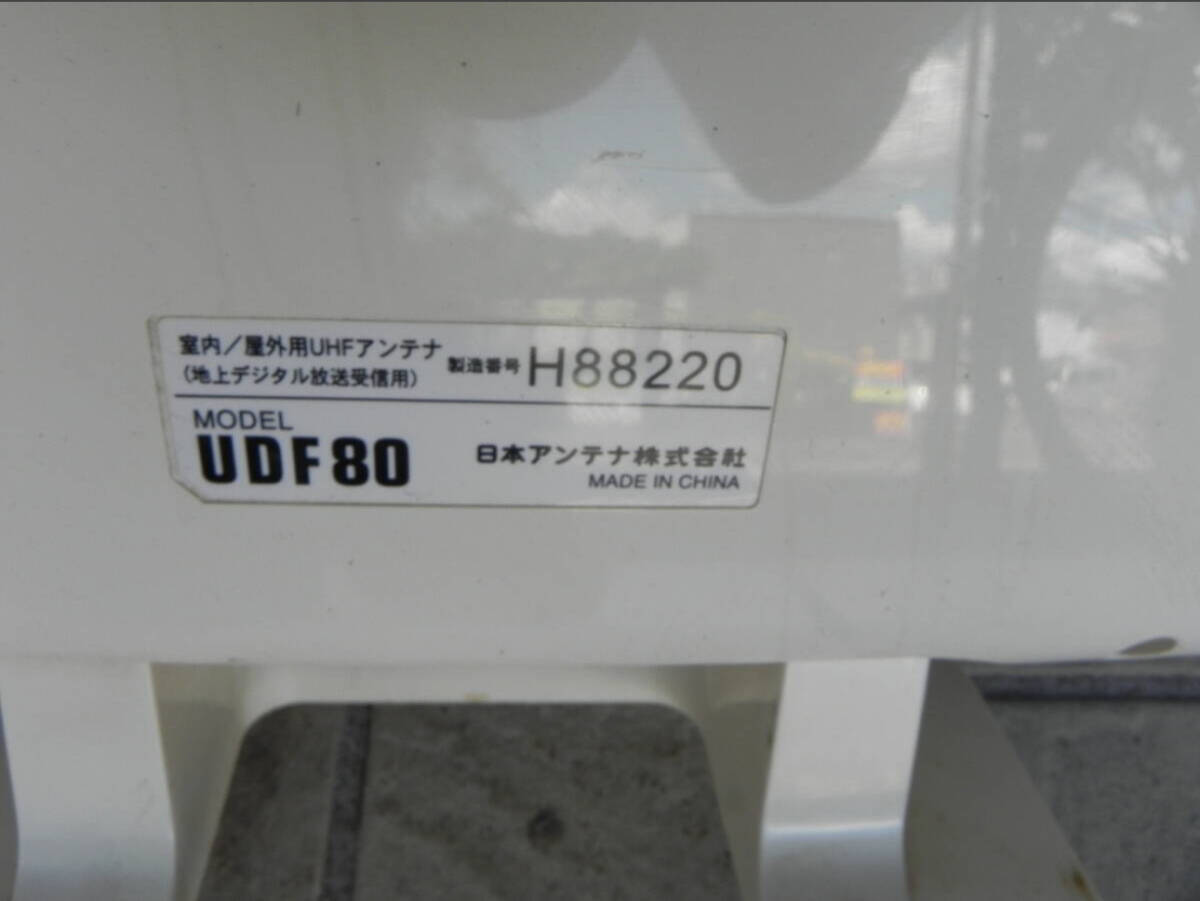 室内／屋外用UHFアンテナ
（地上デジタル放送受信用）
製造番号 H88220
MODEL
UDF80
日本アンテナ株式会社
MADE IN CHINA